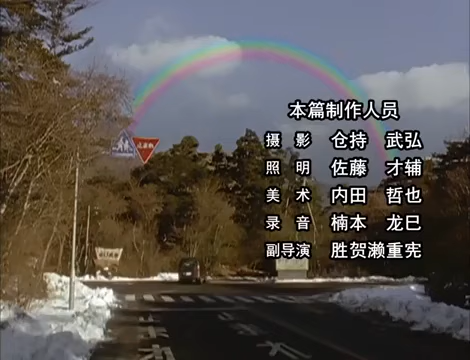 本篇制作人员
摄 影 仓持 武弘
照 明 佐藤 才辅
美 术 内田 哲也
录 音 楠本 龙巳
副导演 胜贺濑重宪